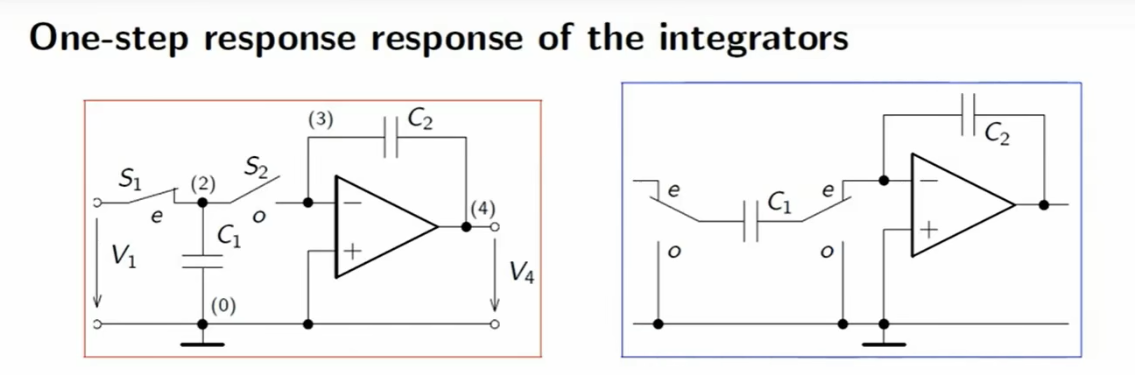 One-step response response of the integrators
(3)
C₂
S₁
(2)
S₂
e
o
C₁
(4)
V₁
−
+
V₄
(0)
C₂
e
C₁
e
−
+
o
o